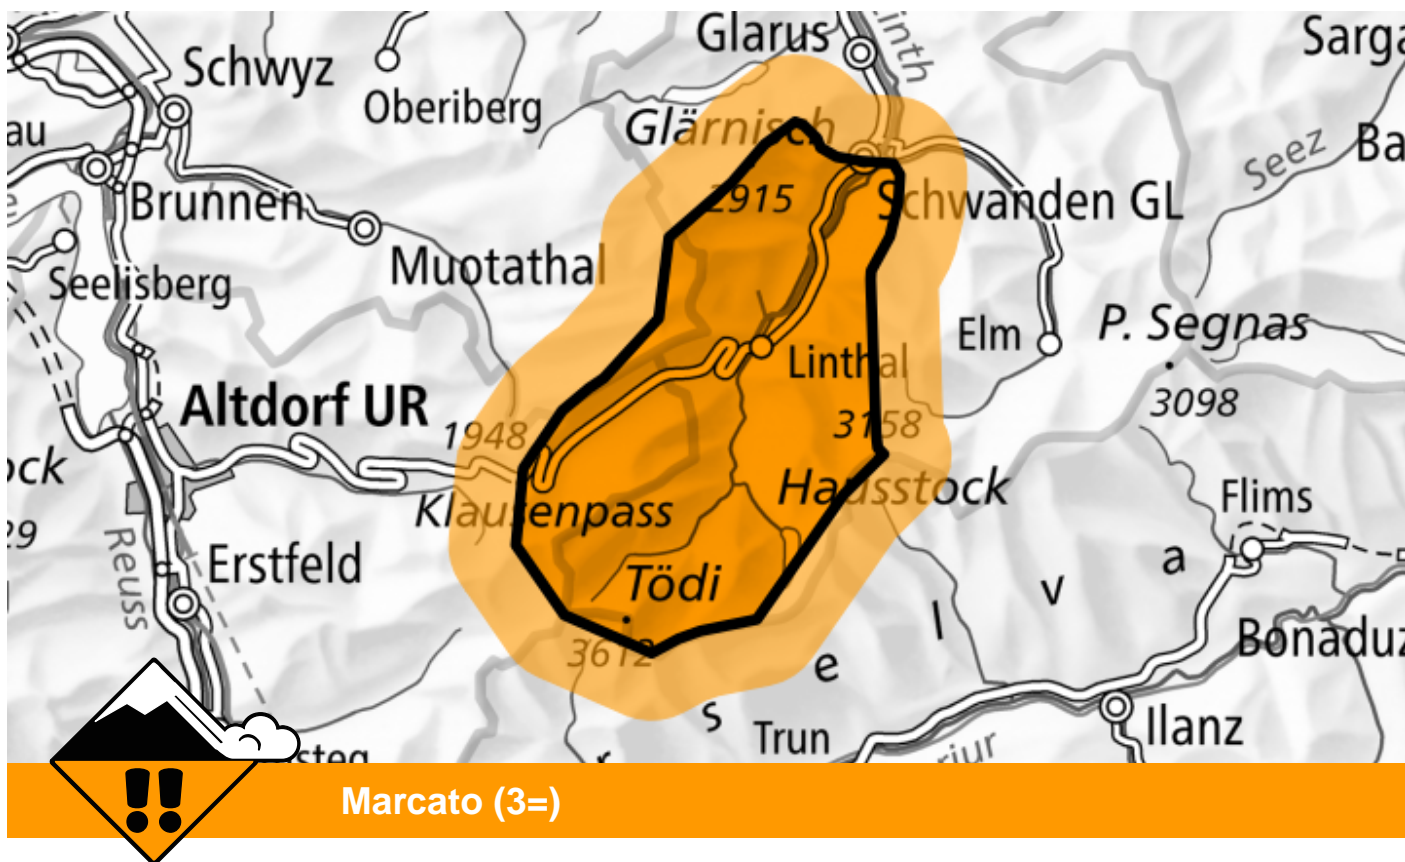 Glarus
Linth
Schwyz
Oberiberg
Glärnisch
Seez
Brunnen
2915
Schwanden GL
Muotathal
Seelisberg
Elm
P. Segnas
Linthal
3098
Altdorf UR
1948
3158
Hausstock
Flims
Klausenpass
Reuss
Erstfeld
Tödi
3612
Bonaduz
Trun
Ilanz
Marcato (3=)